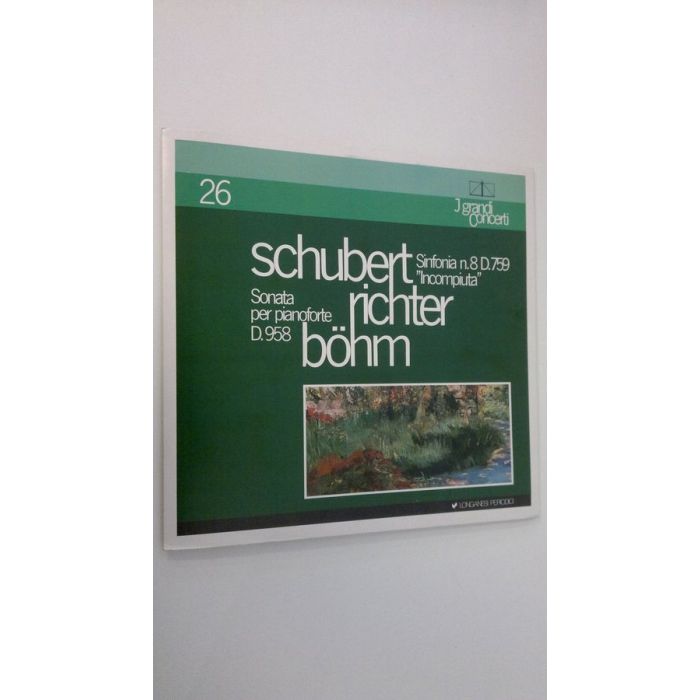 26
J grandi
Concerti
schubert
Sinfonia n.8 D.759
"Incompiuta"
Sonata
per pianoforte
D.958
richter
böhm
LONGANESI PERIODICI